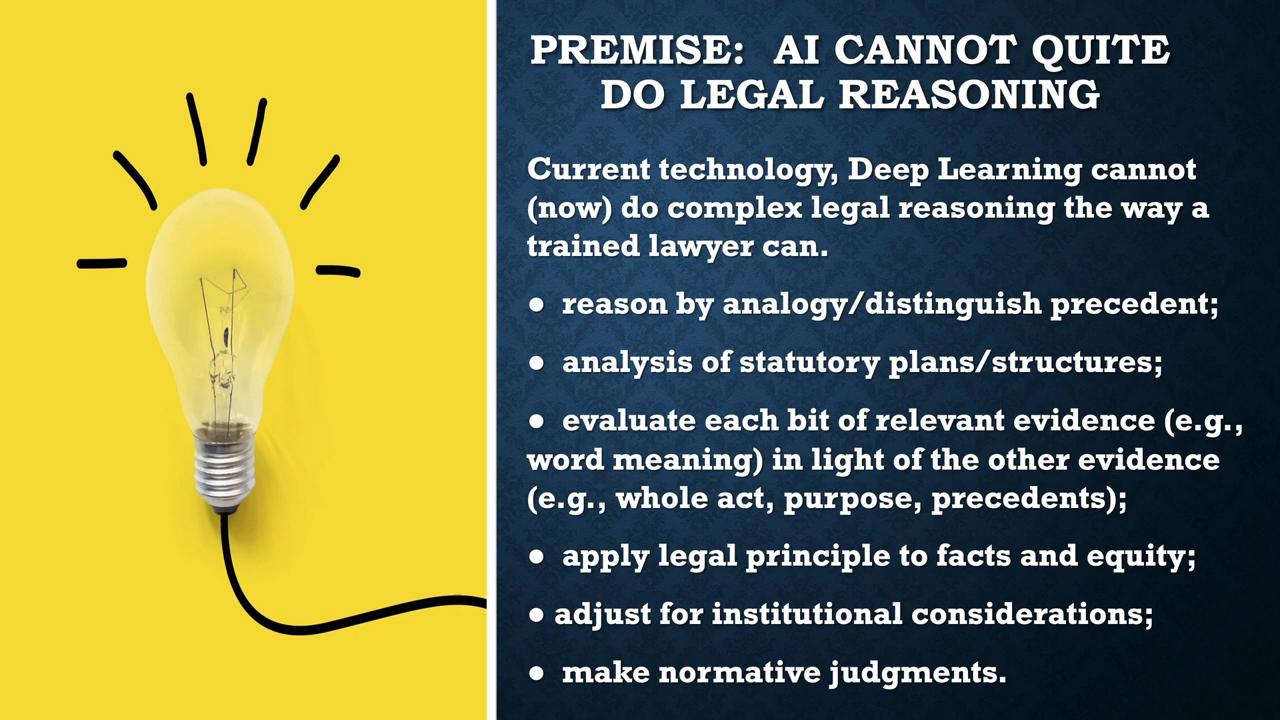 PREMISE: AI CANNOT QUITE
DO LEGAL REASONING
Current technology, Deep Learning cannot
(now) do complex legal reasoning the way a
trained lawyer can.
● reason by analogy/distinguish precedent;
● analysis of statutory plans/structures;
● evaluate each bit of relevant evidence (e.g.,
word meaning) in light of the other evidence
(e.g., whole act, purpose, precedents);
● apply legal principle to facts and equity;
● adjust for institutional considerations;
● make normative judgments.